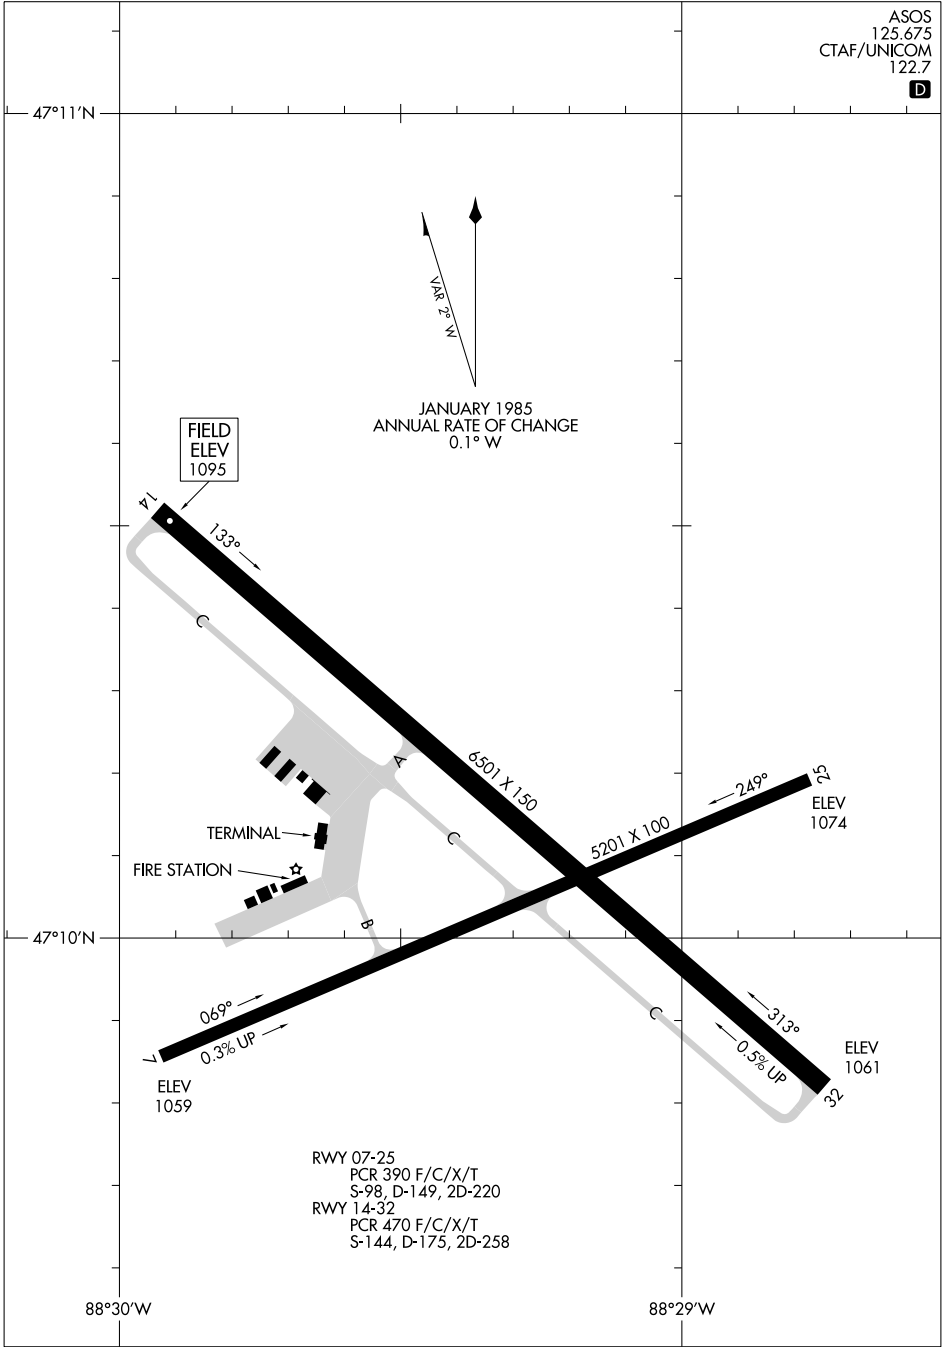 ASOS
125.675
CTAF/UNICOM
122.7
D
47°11'N
VAR 2° W
JANUARY 1985
ANNUAL RATE OF CHANGE
0.1° W
FIELD
ELEV
1095
14
133°
C
A
6501 X 150
25
249°
ELEV
1074
5201 X 100
C
TERMINAL
FIRE STATION
B
47°10'N
069°
0.3% UP
7
ELEV
1059
C
313°
0.5% UP
ELEV
1061
32
RWY 07-25
PCR 390 F/C/X/T
S-98, D-149, 2D-220
RWY 14-32
PCR 470 F/C/X/T
S-144, D-175, 2D-258
88°30'W
88°29'W